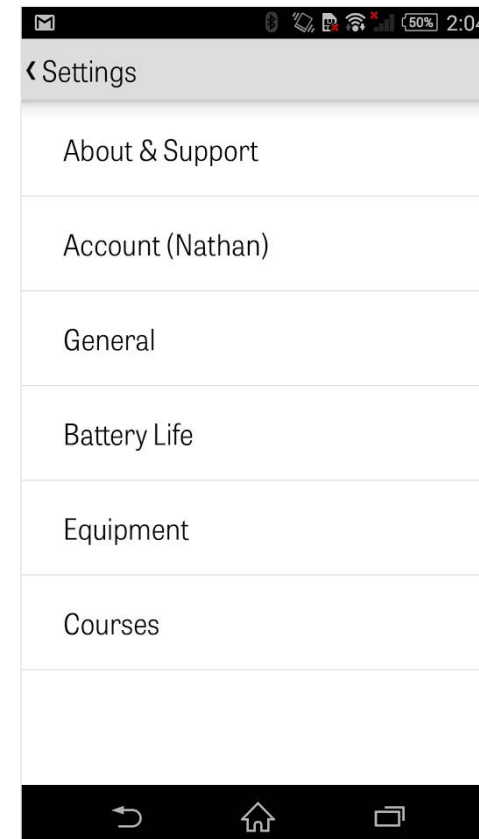 50% 2:04
Settings
About & Support
Account (Nathan)
General
Battery Life
Equipment
Courses